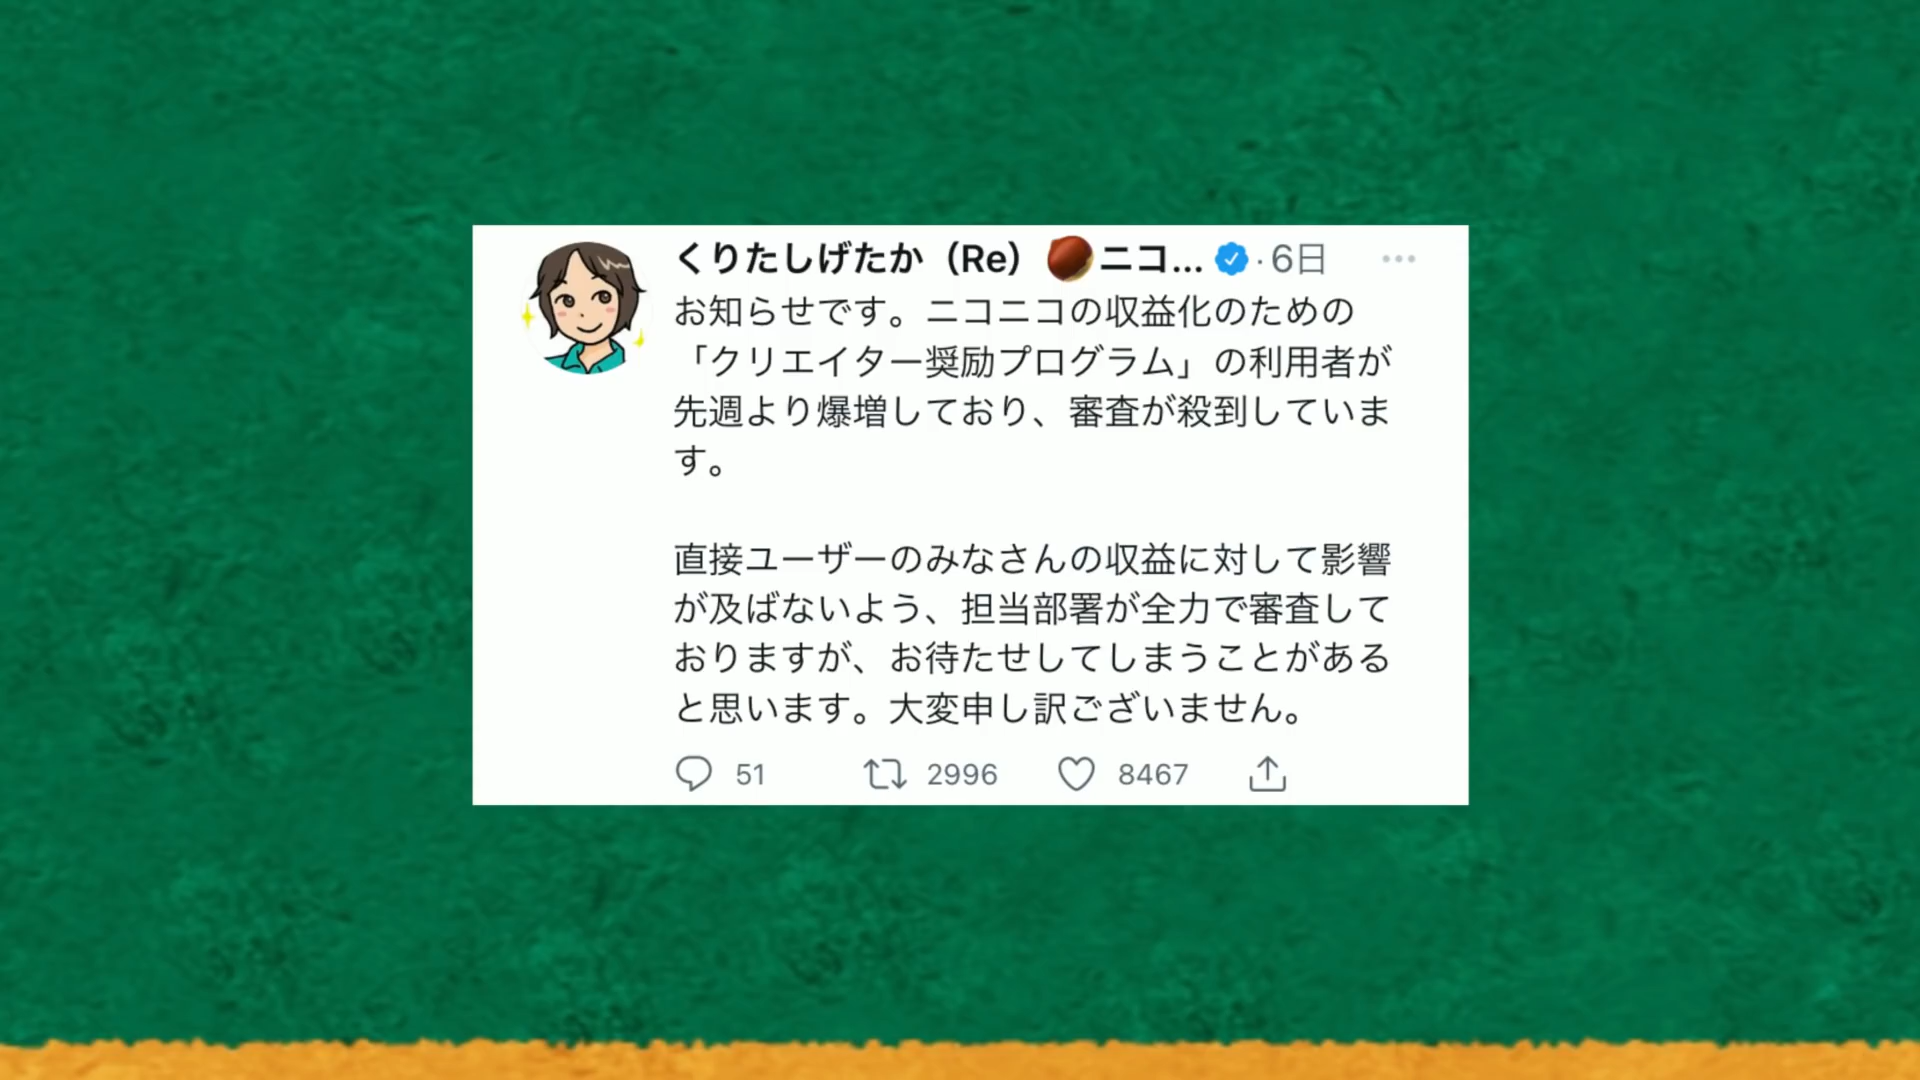 くりたしげたか（Re）🌰ニコ... · 6日
お知らせです。ニコニコの収益化のための
「クリエイター奨励プログラム」の利用者が
先週より爆増しており、審査が殺到していま
す。
直接ユーザーのみなさんの収益に対して影響
が及ばないよう、担当部署が全力で審査して
おりますが、お待たせしてしまうことがある
と思います。大変申し訳ございません。
51 2996 8467